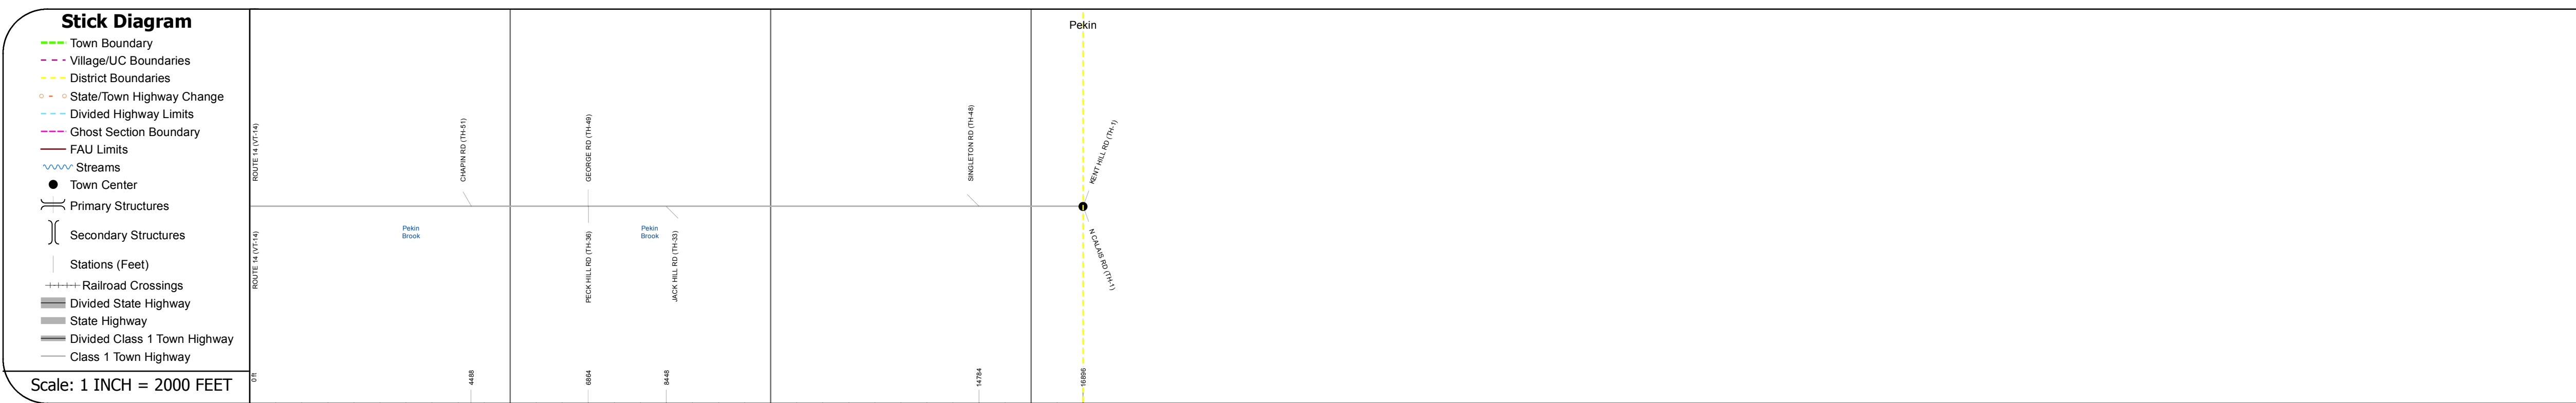 Stick Diagram
Town Boundary
Village/UC Boundaries
District Boundaries
State/Town Highway Change
Divided Highway Limits
Ghost Section Boundary
FAU Limits
Streams
Town Center
Primary Structures
Secondary Structures
Stations (Feet)
Railroad Crossings
Divided State Highway
State Highway
Divided Class 1 Town Highway
Class 1 Town Highway
Scale: 1 INCH = 2000 FEET
Pekin
ROUTE 14 (VT-14)
CHAPIN RD (TH-51)
GEORGE RD (TH-49)
SINGLETON RD (TH-48)
KENT HILL RD (TH-1)
Pekin
Brook
Pekin
Brook
ROUTE 14 (VT-14)
PECK HILL RD (TH-36)
JACK HILL RD (TH-33)
N CALAIS RD (TH-1)
0 ft
4488
6864
8448
14784
16896